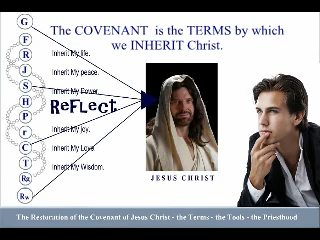 The COVENANT is the TERMS by which
we INHERIT Christ.
G
F
R
J
S
H
P
r
C
T
Rg
Rw
Inherit My life.
Inherit My peace.
Inherit My Power.
ReFLect
Inherit My joy.
Inherit My Love.
Inherit My Wisdom.
JESUS CHRIST
The Restoration of the Covenant of Jesus Christ - the Terms - the Tools - the Priesthood